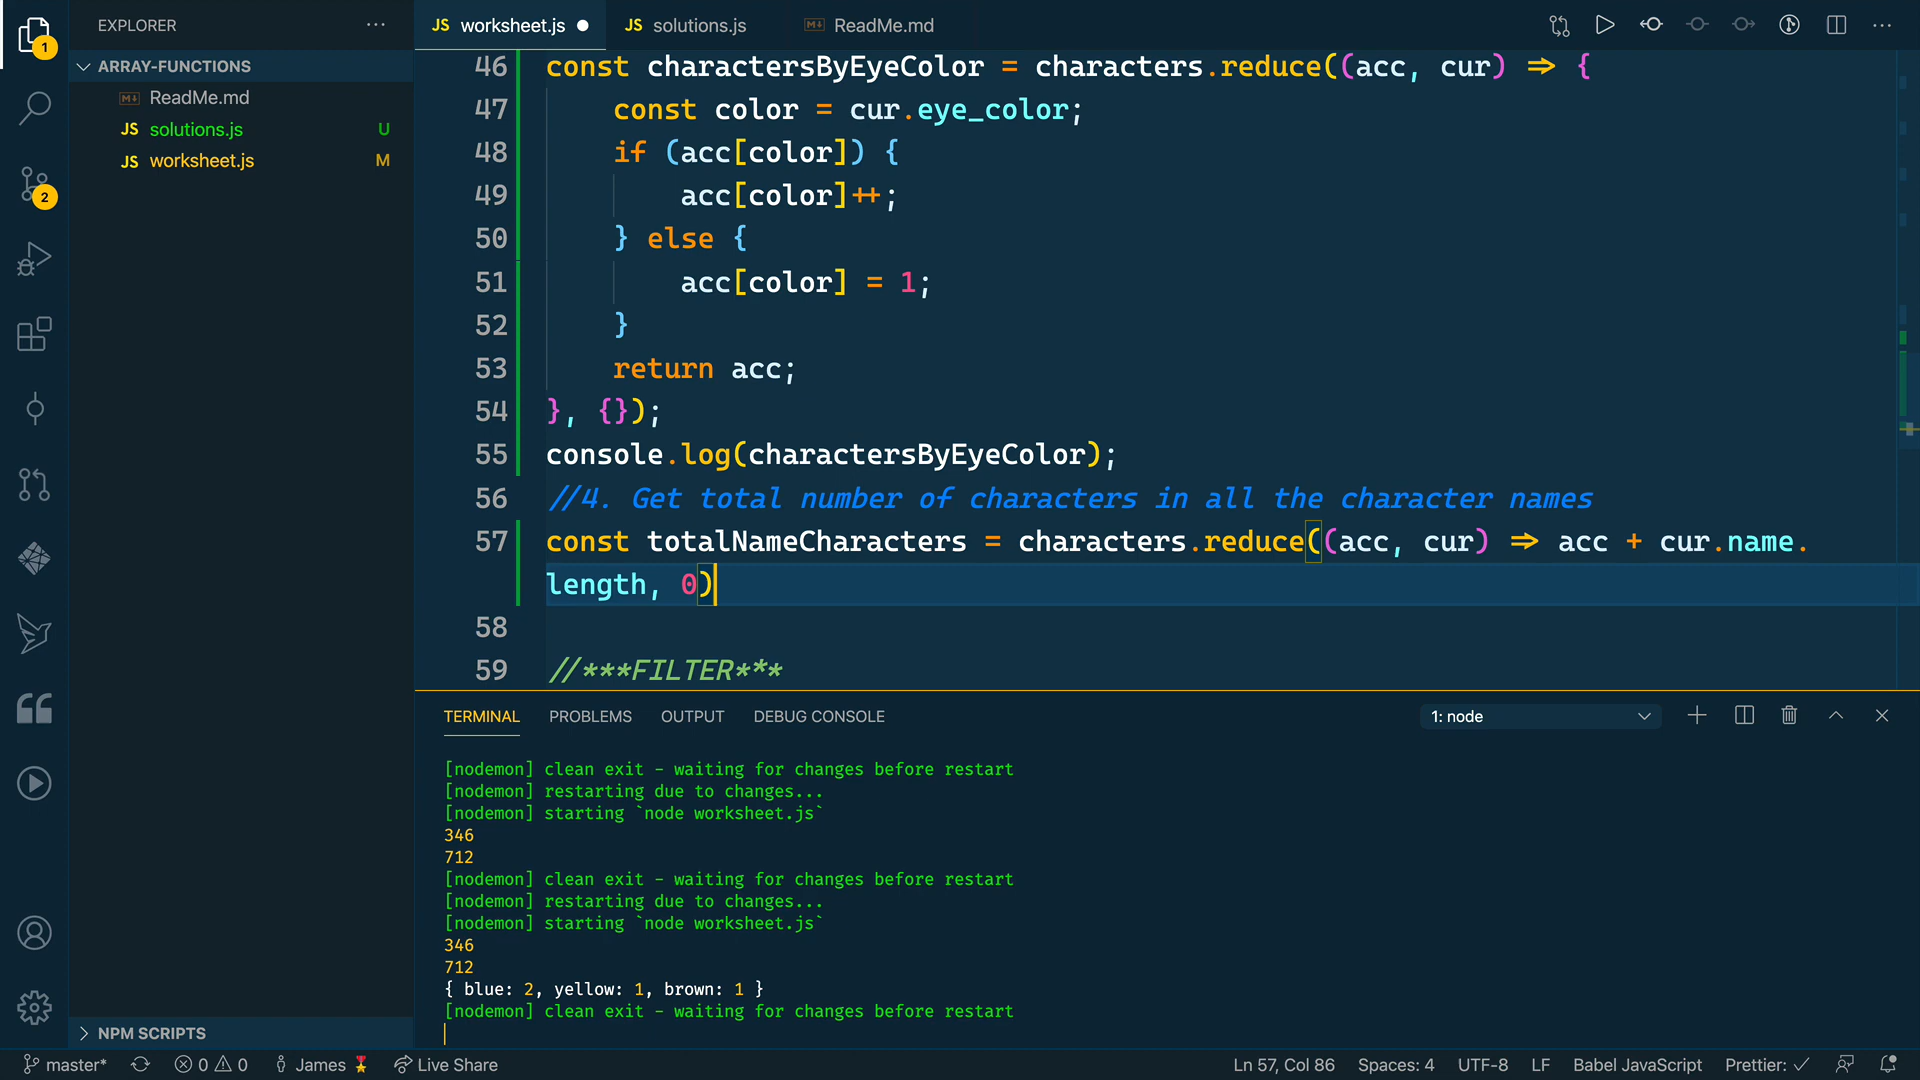 EXPLORER
1
ARRAY-FUNCTIONS
ReadMe.md
JS solutions.js U
JS worksheet.js M
2
NPM SCRIPTS
JS worksheet.js
JS solutions.js
ReadMe.md
46 const charactersByEyeColor = characters.reduce((acc, cur) => {
47 const color = cur.eye_color;
48 if (acc[color]) {
49 acc[color]++;
50 } else {
51 acc[color] = 1;
52 }
53 return acc;
54 }, {});
55 console.log(charactersByEyeColor);
56 //4. Get total number of characters in all the character names
57 const totalNameCharacters = characters.reduce((acc, cur) => acc + cur.name.
length, 0)
58
59 //***FILTER***
TERMINAL PROBLEMS OUTPUT DEBUG CONSOLE 1: node
[nodemon] clean exit - waiting for changes before restart
[nodemon] restarting due to changes...
[nodemon] starting `node worksheet.js`
346
712
[nodemon] clean exit - waiting for changes before restart
[nodemon] restarting due to changes...
[nodemon] starting `node worksheet.js`
346
712
{ blue: 2, yellow: 1, brown: 1 }
[nodemon] clean exit - waiting for changes before restart
master* 0 0 James Live Share Ln 57, Col 86 Spaces: 4 UTF-8 LF Babel JavaScript Prettier: ✓